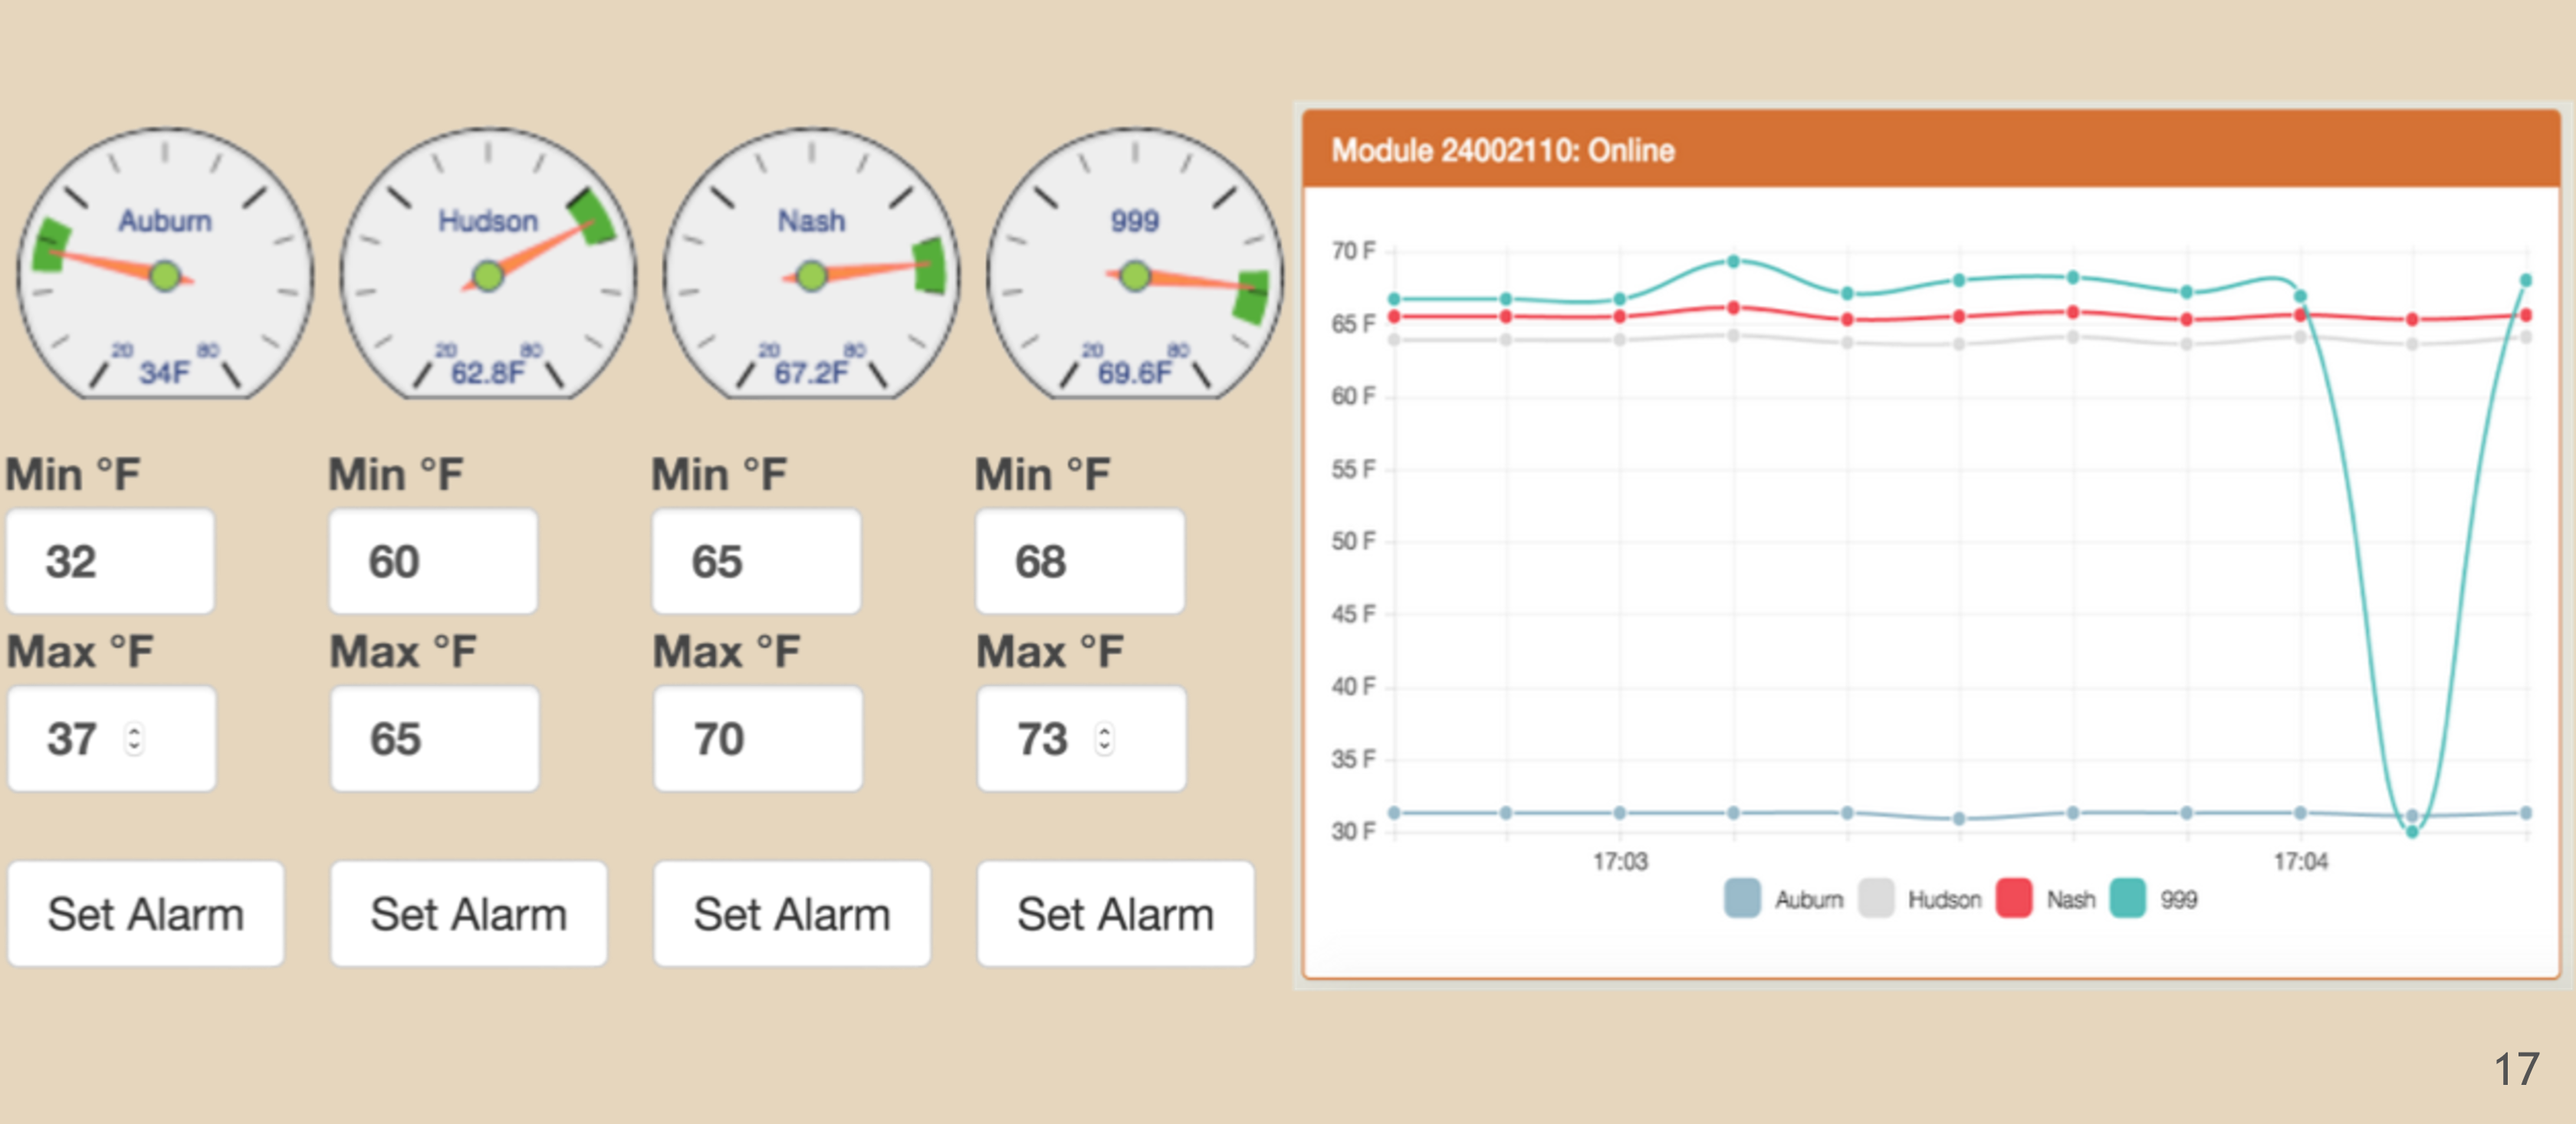 Auburn
20 80
34F
Hudson
20 80
62.8F
Nash
20 80
67.2F
999
20 80
69.6F
Min °F Min °F Min °F Min °F
32 60 65 68
Max °F Max °F Max °F Max °F
37 65 70 73
Set Alarm Set Alarm Set Alarm Set Alarm
Module 24002110: Online
70 F
65 F
60 F
55 F
50 F
45 F
40 F
35 F
30 F
17:03 17:04
Auburn Hudson Nash 999
17